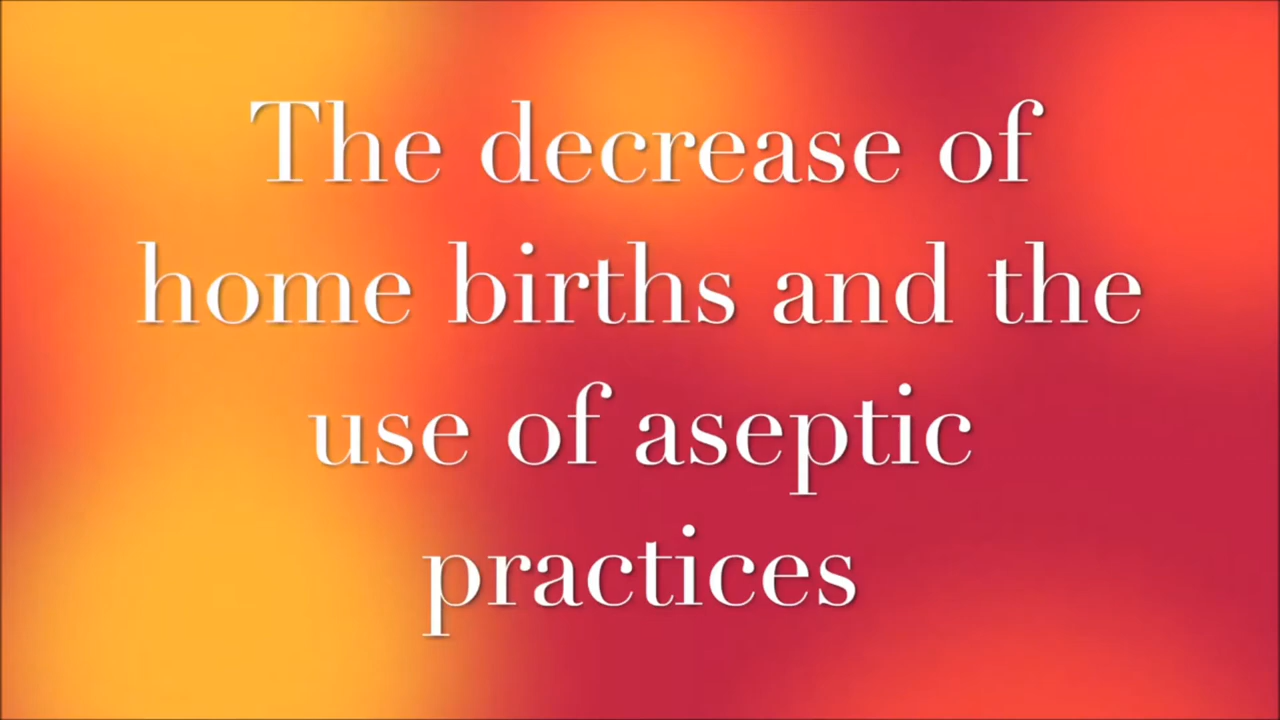 The decrease of
home births and the
use of aseptic
practices